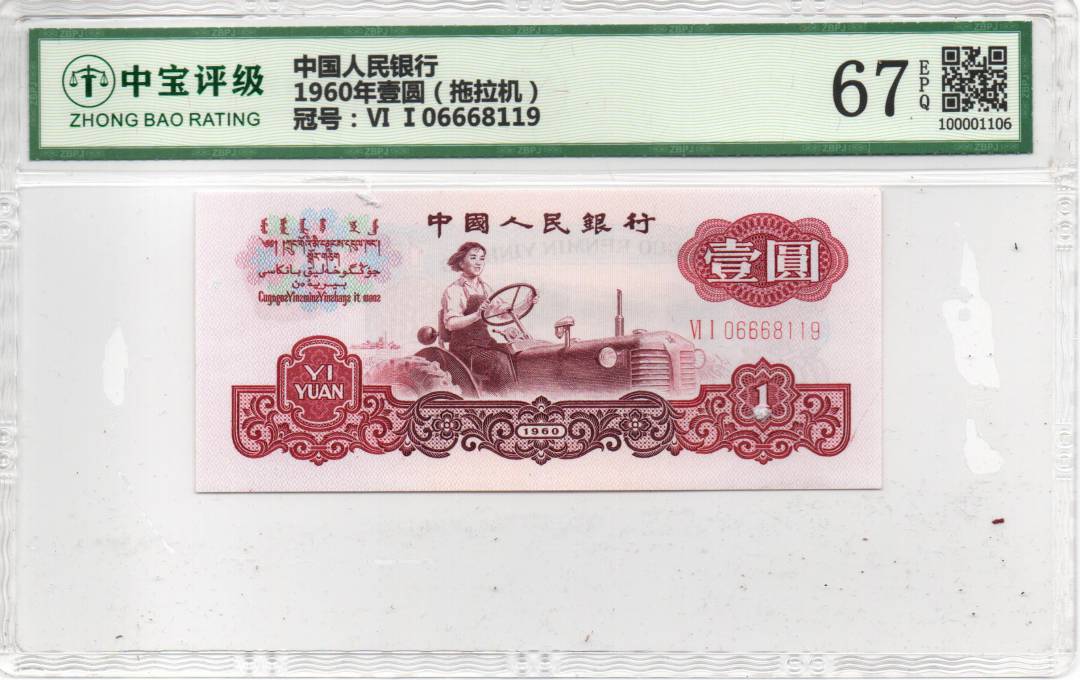 中宝评级
ZHONG BAO RATING
中国人民银行
1960年壹圆（拖拉机）
冠号：Ⅵ Ⅰ 06668119
67
EPQ
100001106
中國人民銀行
壹圓
Ⅵ Ⅰ 06668119
YI
YUAN
1960
1